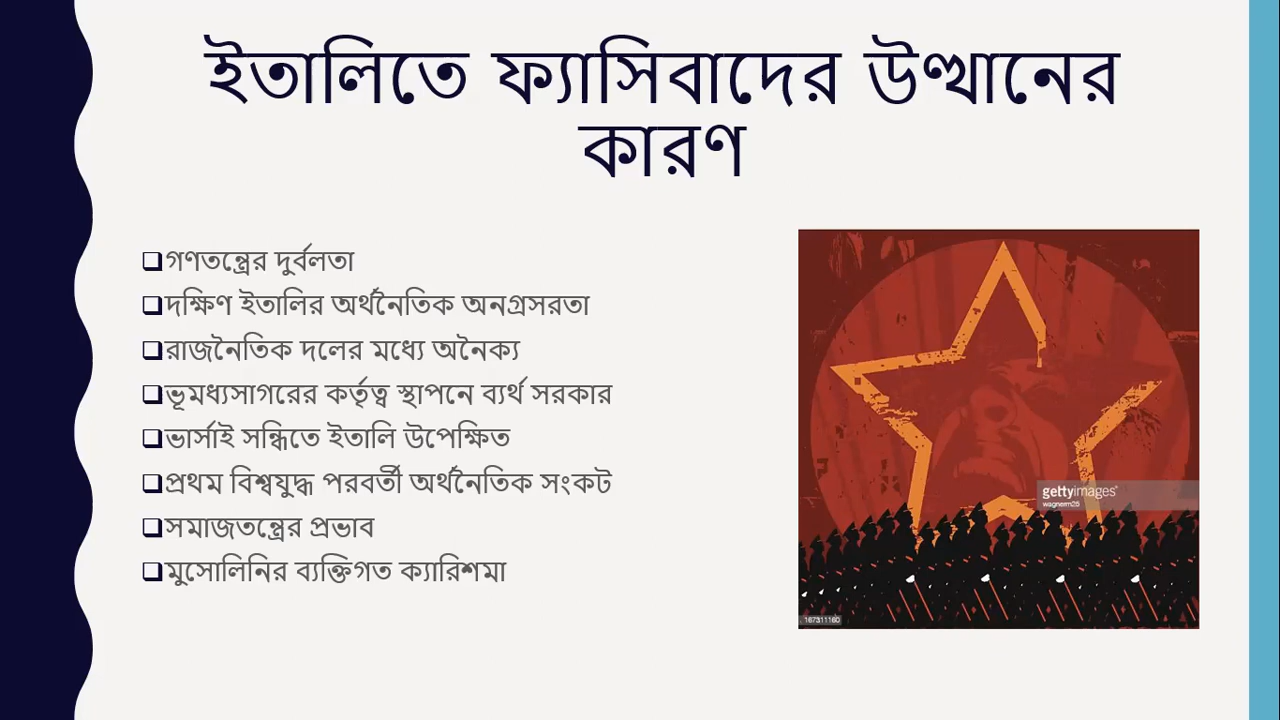 ইতালিতে ফ্যাসিবাদের উত্থানের
কারণ
❑গণতন্ত্রের দুর্বলতা
❑দক্ষিণ ইতালির অর্থনৈতিক অনগ্রসরতা
❑রাজনৈতিক দলের মধ্যে অনৈক্য
❑ভূমধ্যসাগরের কর্তৃত্ব স্থাপনে ব্যর্থ সরকার
❑ভার্সাই সন্ধিতে ইতালি উপেক্ষিত
❑প্রথম বিশ্বযুদ্ধ পরবর্তী অর্থনৈতিক সংকট
❑সমাজতন্ত্রের প্রভাব
❑মুসোলিনির ব্যক্তিগত ক্যারিশমা
gettyimages®
wagnerm25
167311160